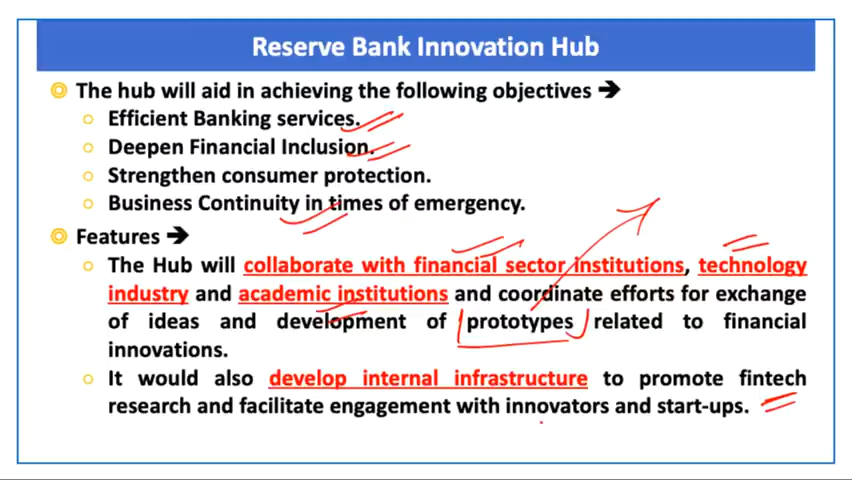 Reserve Bank Innovation Hub
The hub will aid in achieving the following objectives ➔
Efficient Banking services.
Deepen Financial Inclusion.
Strengthen consumer protection.
Business Continuity in times of emergency.
Features ➔
The Hub will collaborate with financial sector institutions, technology
industry and academic institutions and coordinate efforts for exchange
of ideas and development of prototypes related to financial
innovations.
It would also develop internal infrastructure to promote fintech
research and facilitate engagement with innovators and start-ups.